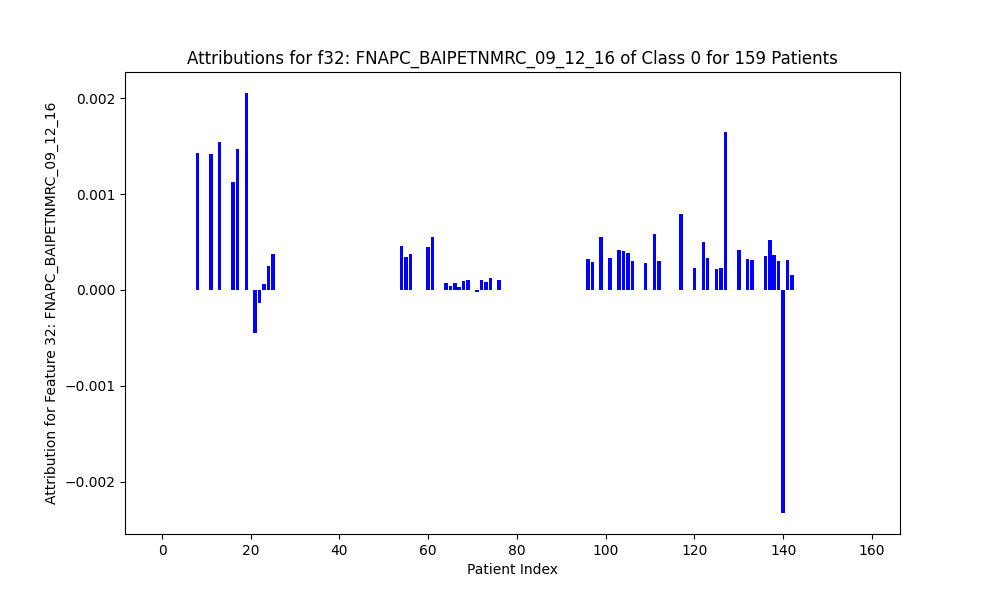 Attributions for f32: FNAPC_BAIPETNMRC_09_12_16 of Class 0 for 159 Patients
Attribution for Feature 32: FNAPC_BAIPETNMRC_09_12_16
0.002
0.001
0.000
−0.001
−0.002
0 20 40 60 80 100 120 140 160
Patient Index